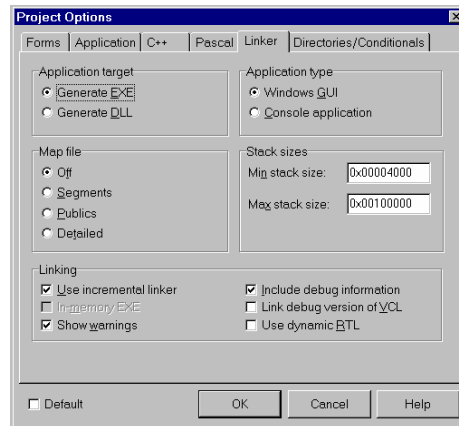 Project Options
Forms Application C++ Pascal Linker Directories/Conditionals
Application target
Generate EXE
Generate DLL
Application type
Windows GUI
Console application
Map file
Off
Segments
Publics
Detailed
Stack sizes
Min stack size: 0x00004000
Max stack size: 0x00100000
Linking
Use incremental linker
In-memory EXE
Show warnings
Include debug information
Link debug version of VCL
Use dynamic RTL
Default OK Cancel Help